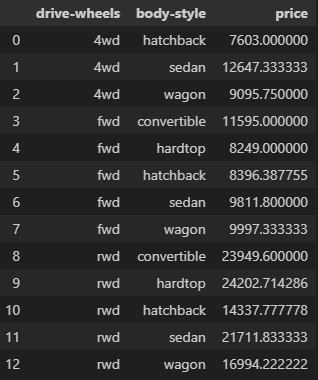 drive-wheels body-style price
0 4wd hatchback 7603.000000
1 4wd sedan 12647.333333
2 4wd wagon 9095.750000
3 fwd convertible 11595.000000
4 fwd hardtop 8249.000000
5 fwd hatchback 8396.387755
6 fwd sedan 9811.800000
7 fwd wagon 9997.333333
8 rwd convertible 23949.600000
9 rwd hardtop 24202.714286
10 rwd hatchback 14337.777778
11 rwd sedan 21711.833333
12 rwd wagon 16994.222222